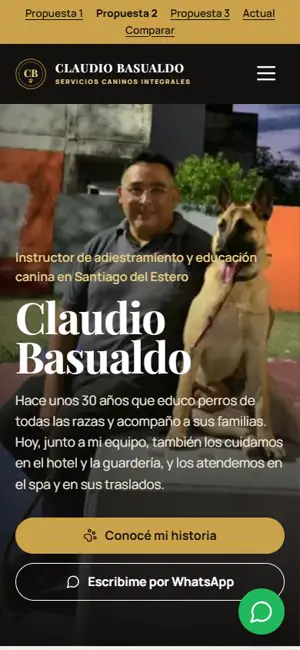 Propuesta 1 Propuesta 2 Propuesta 3 Actual
Comparar
CB
CLAUDIO BASUALDO
SERVICIOS CANINOS INTEGRALES
Instructor de adiestramiento y educación
canina en Santiago del Estero
Claudio
Basualdo
Hace unos 30 años que educo perros de
todas las razas y acompaño a sus familias.
Hoy, junto a mi equipo, también los cuidamos
en el hotel y la guardería, y los atendemos en
el spa y en sus traslados.
Conocé mi historia
Escribime por WhatsApp